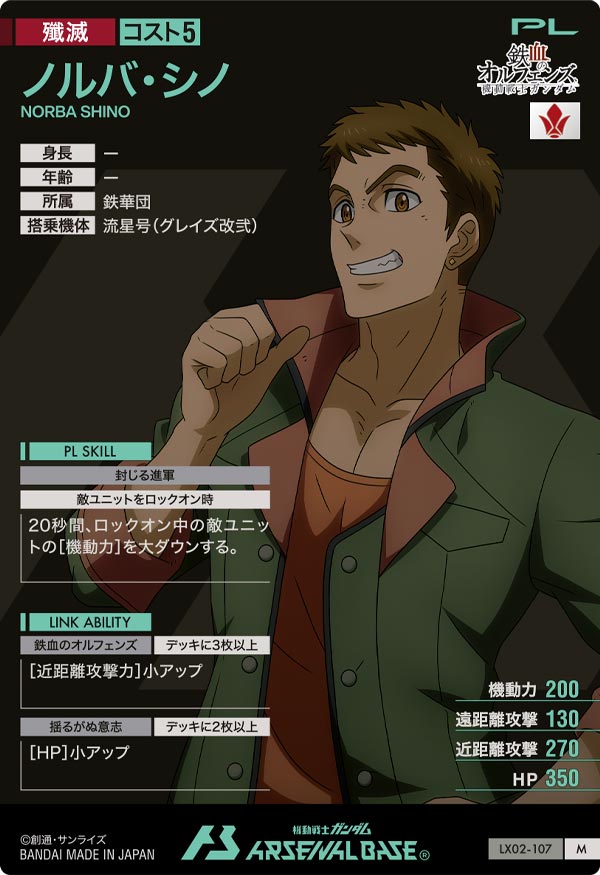 殲滅 コスト5
PL
ノルバ・シノ
NORBA SHINO
鉄血の
オルフェンズ
機動戦士ガンダム
身長 ー
年齢 ー
所属 鉄華団
搭乗機体 流星号(グレイズ改弐)
PL SKILL
封じる進軍
敵ユニットをロックオン時
20秒間、ロックオン中の敵ユニッ
トの[機動力]を大ダウンする。
LINK ABILITY
鉄血のオルフェンズ デッキに3枚以上
[近距離攻撃力]小アップ
揺るがぬ意志 デッキに2枚以上
[HP]小アップ
機動力 200
遠距離攻撃 130
近距離攻撃 270
HP 350
©創通・サンライズ
BANDAI MADE IN JAPAN
機動戦士ガンダム
ARSENAL BASE®
LX02-107 M